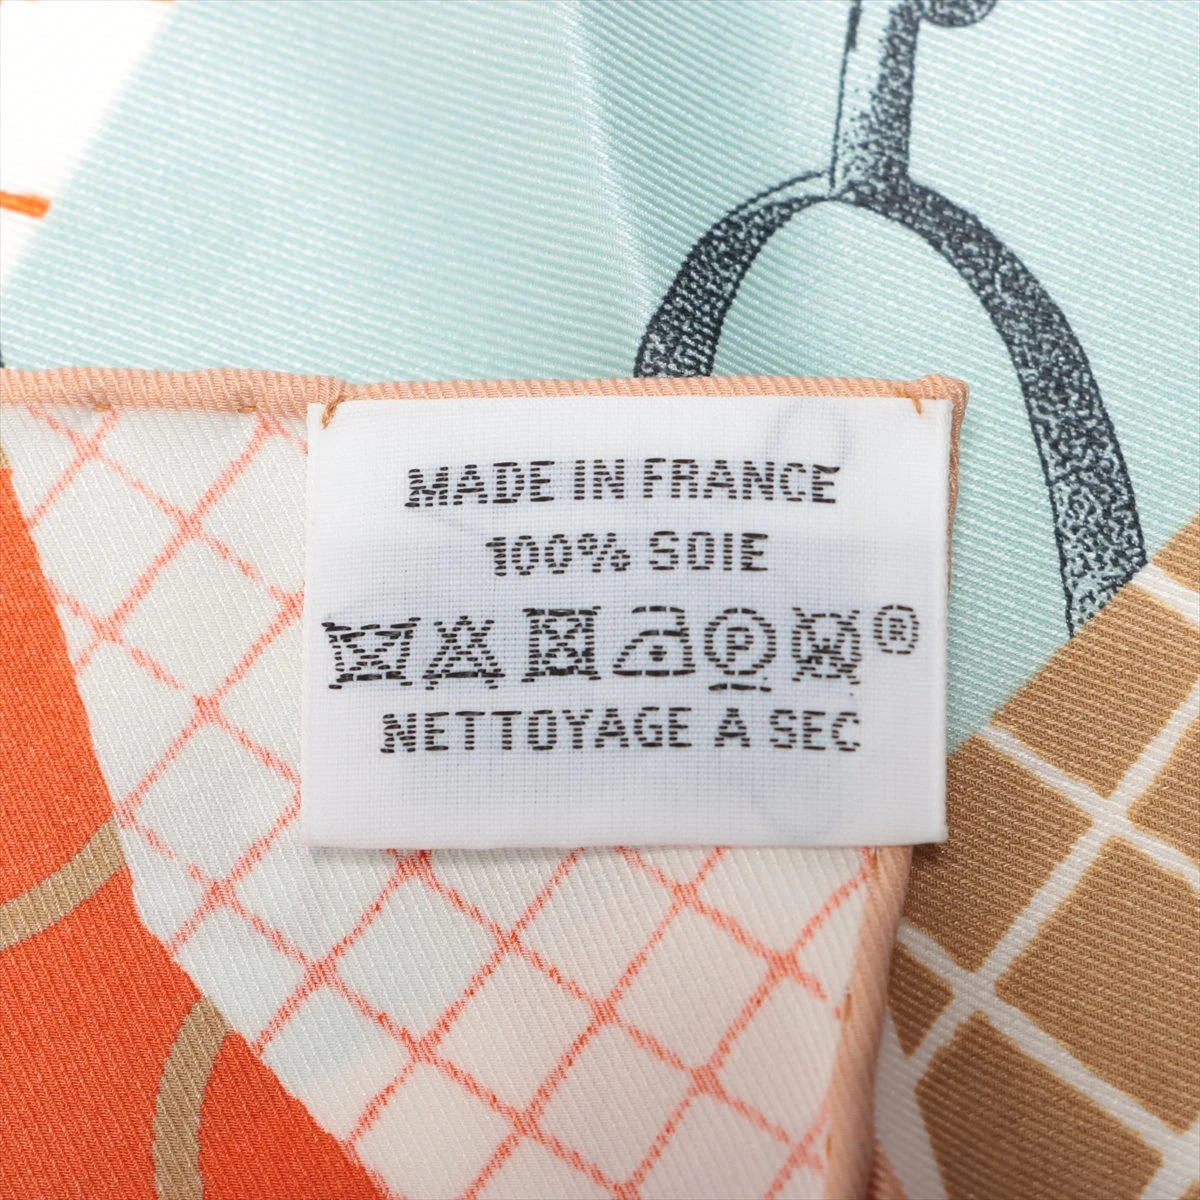 MADE IN FRANCE
100% SOIE
P ®
NETTOYAGE A SEC